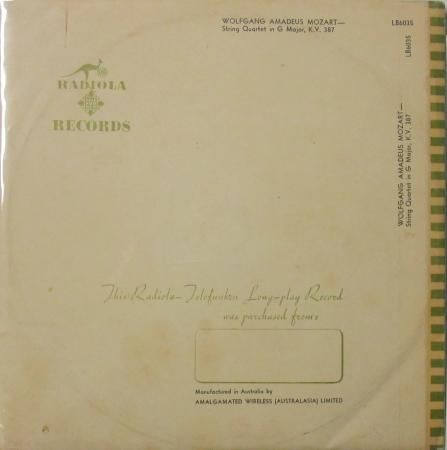 WOLFGANG AMADEUS MOZART—
String Quartet in G Major, K.V. 387
LB6035
LB6035
WOLFGANG AMADEUS MOZART—
String Quartet in G Major, K.V. 387
RADIOLA
RECORDS
This Radiola-Telefunken Long-play Record
was purchased from:
Manufactured in Australia by
AMALGAMATED WIRELESS (AUSTRALASIA) LIMITED